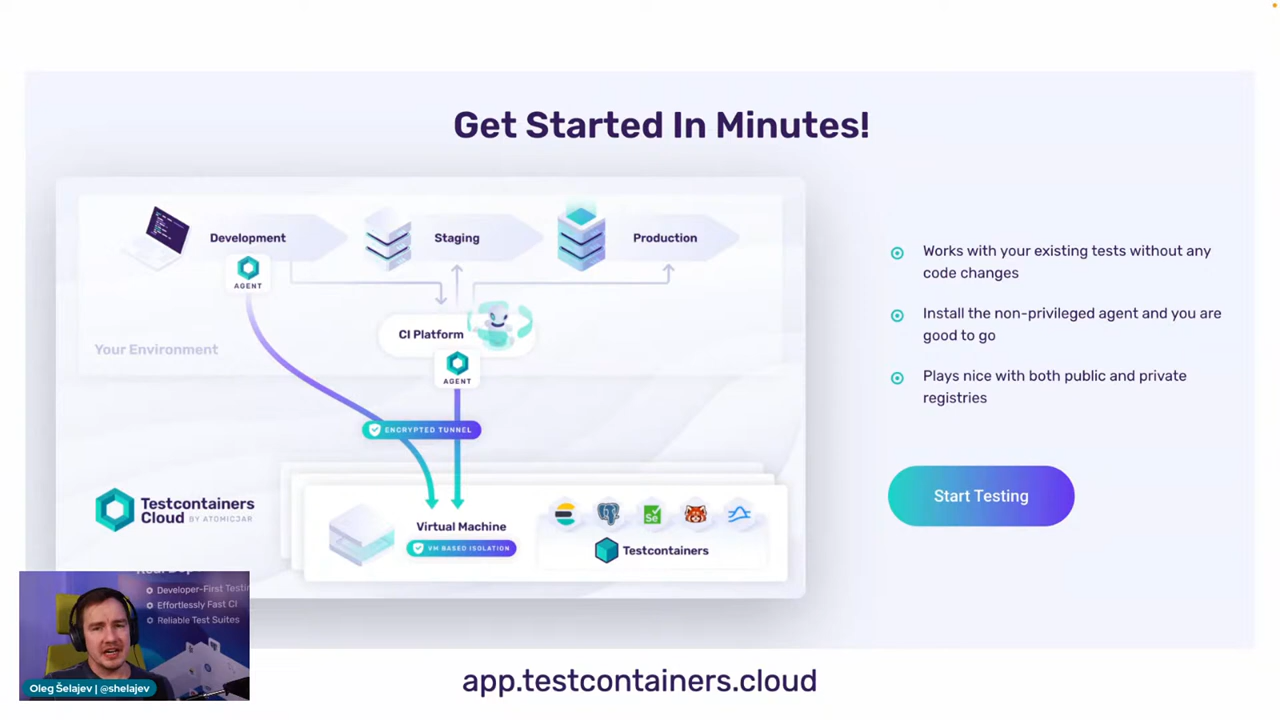 Get Started In Minutes!
Development
Staging
Production
AGENT
CI Platform
Your Environment
AGENT
ENCRYPTED TUNNEL
Testcontainers
Cloud BY ATOMICJAR
Virtual Machine
VM BASED ISOLATION
Se
Testcontainers
Works with your existing tests without any
code changes
Install the non-privileged agent and you are
good to go
Plays nice with both public and private
registries
Start Testing
Developer-First Testin
Effortlessly Fast CI
Reliable Test Suites
Oleg Šelajev | @shelajev
app.testcontainers.cloud